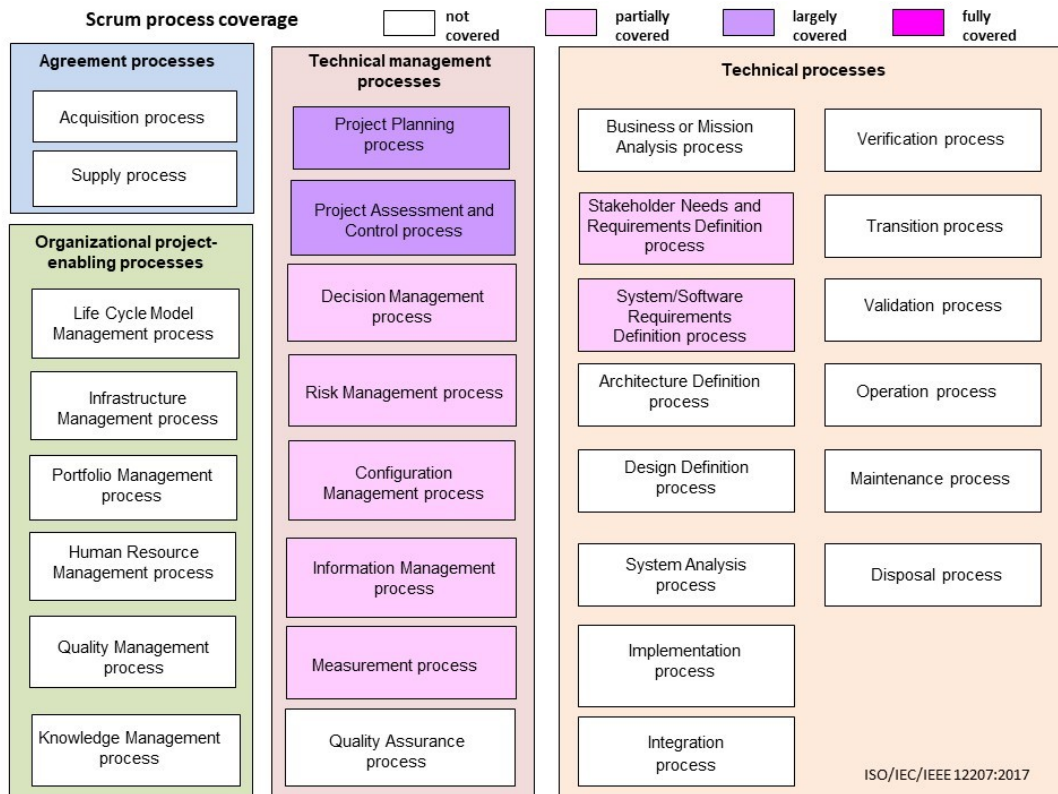 Scrum process coverage
not
covered
partially
covered
largely
covered
fully
covered
Agreement processes
Acquisition process
Supply process
Organizational project-
enabling processes
Life Cycle Model
Management process
Infrastructure
Management process
Portfolio Management
process
Human Resource
Management process
Quality Management
process
Knowledge Management
process
Technical management
processes
Project Planning
process
Project Assessment and
Control process
Decision Management
process
Risk Management process
Configuration
Management process
Information Management
process
Measurement process
Quality Assurance
process
Technical processes
Business or Mission
Analysis process
Stakeholder Needs and
Requirements Definition
process
System/Software
Requirements
Definition process
Architecture Definition
process
Design Definition
process
System Analysis
process
Implementation
process
Integration
process
Verification process
Transition process
Validation process
Operation process
Maintenance process
Disposal process
ISO/IEC/IEEE 12207:2017